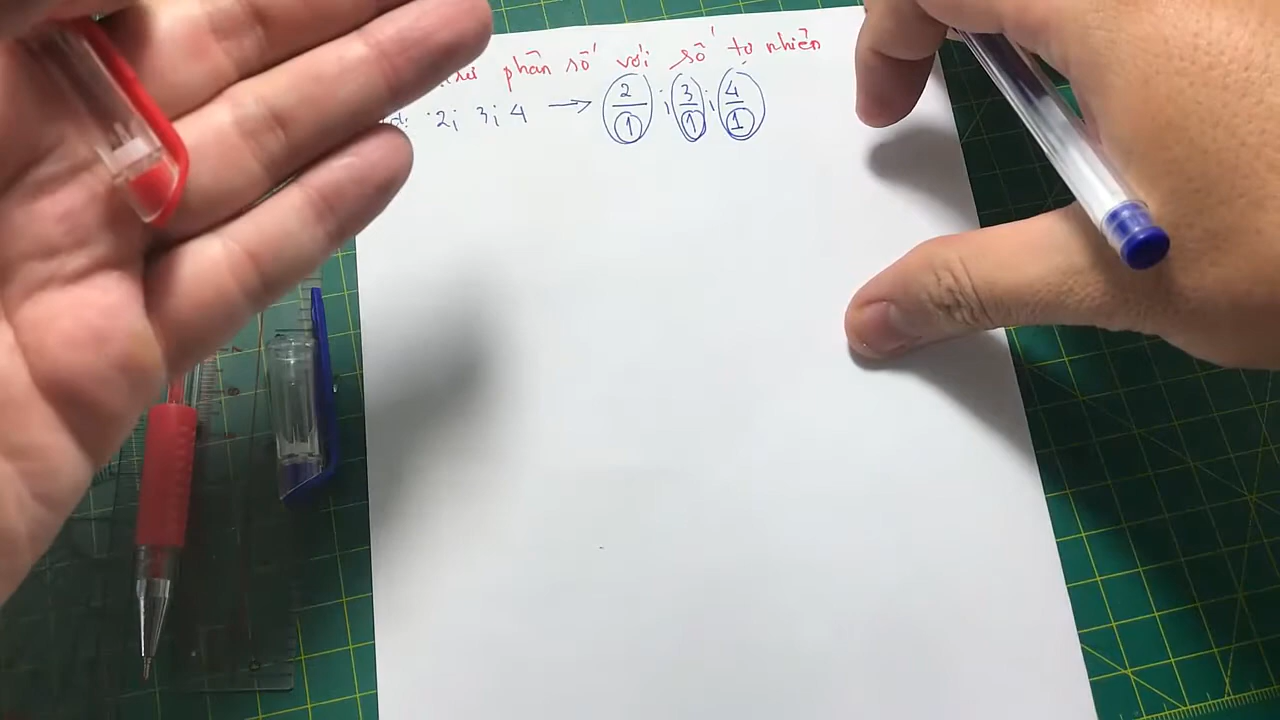 phân số với số tự nhiên
2; 3; 4 → 2/1 ; 3/1 ; 4/1